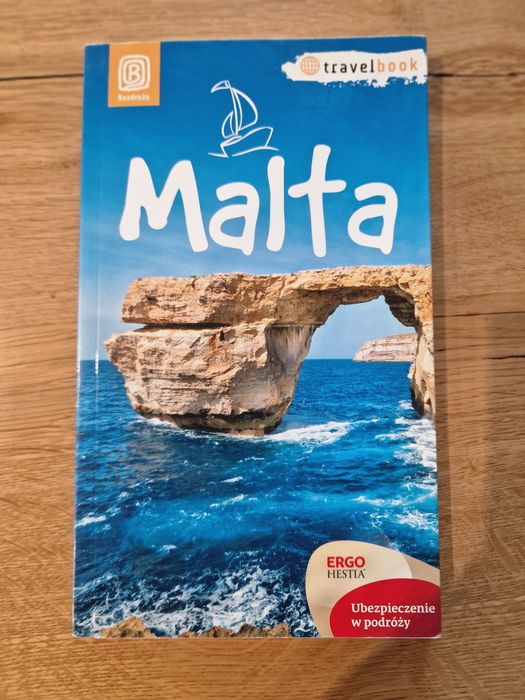 B
Bezdroża
travelbook
Malta
ERGO
HESTIA
Ubezpieczenie
w podróży